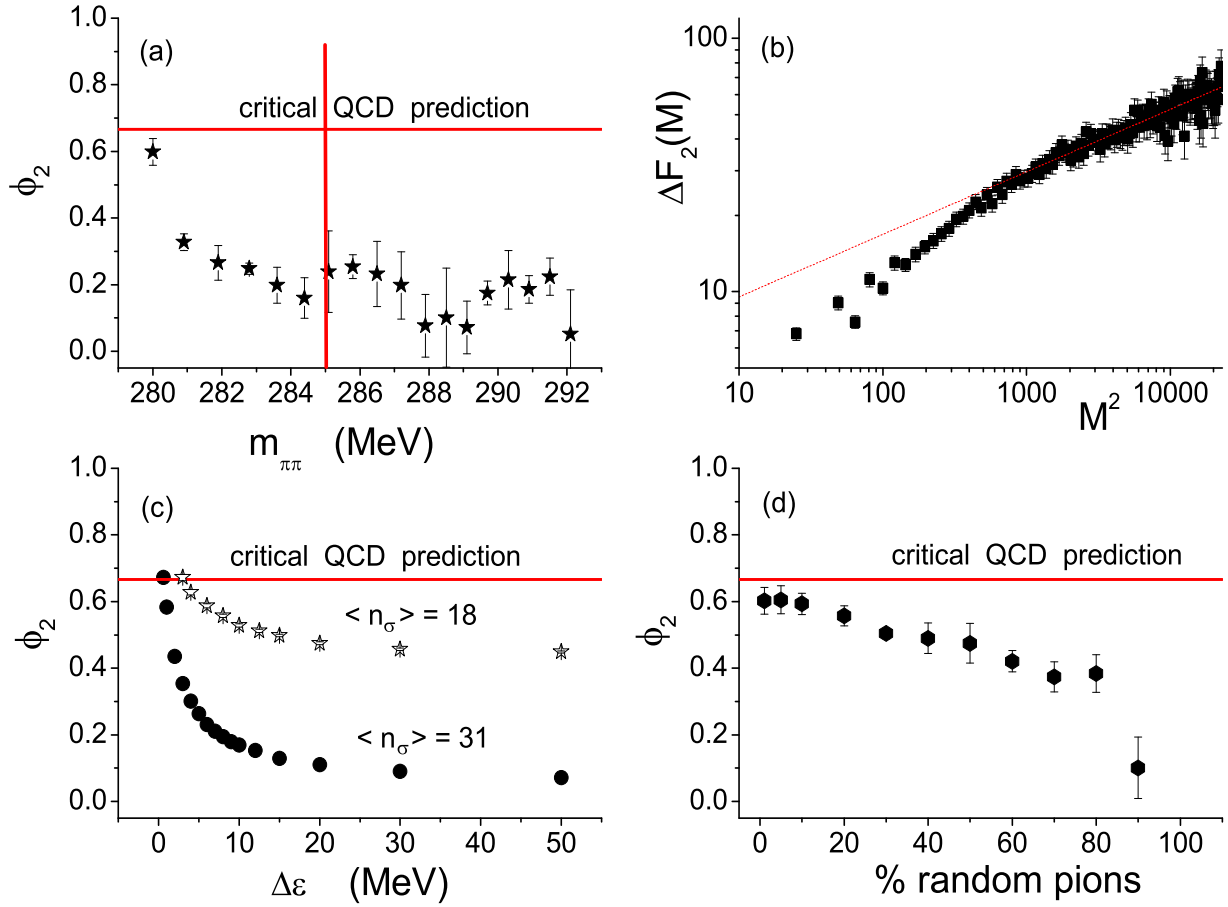 (a)
critical QCD prediction
ϕ₂
1.0
0.8
0.6
0.4
0.2
0.0
280 282 284 286 288 290 292
m_ππ (MeV)
(b)
ΔF₂(M)
100
10
10 100 1000 10000
M²
(c)
critical QCD prediction
< n_σ > = 18
< n_σ > = 31
ϕ₂
1.0
0.8
0.6
0.4
0.2
0.0
0 10 20 30 40 50
Δε (MeV)
(d)
critical QCD prediction
ϕ₂
1.0
0.8
0.6
0.4
0.2
0.0
0 20 40 60 80 100
% random pions